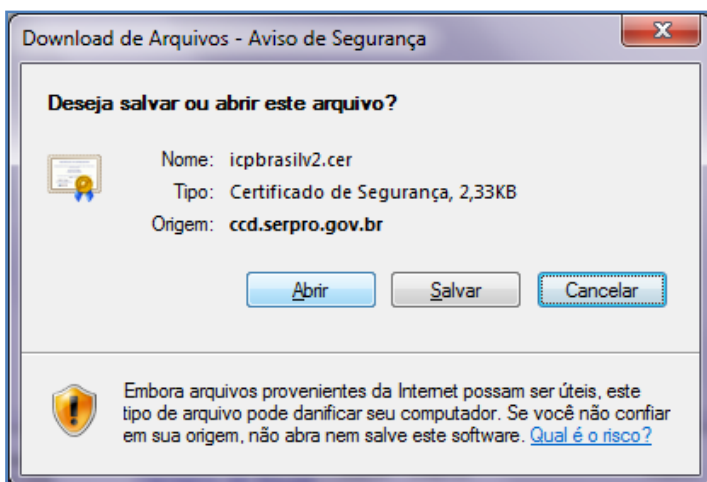 Download de Arquivos - Aviso de Segurança
X
Deseja salvar ou abrir este arquivo?
Nome: icpbrasilv2.cer
Tipo: Certificado de Segurança, 2,33KB
Origem: ccd.serpro.gov.br
Abrir Salvar Cancelar
Embora arquivos provenientes da Internet possam ser úteis, este
tipo de arquivo pode danificar seu computador. Se você não confiar
em sua origem, não abra nem salve este software. Qual é o risco?